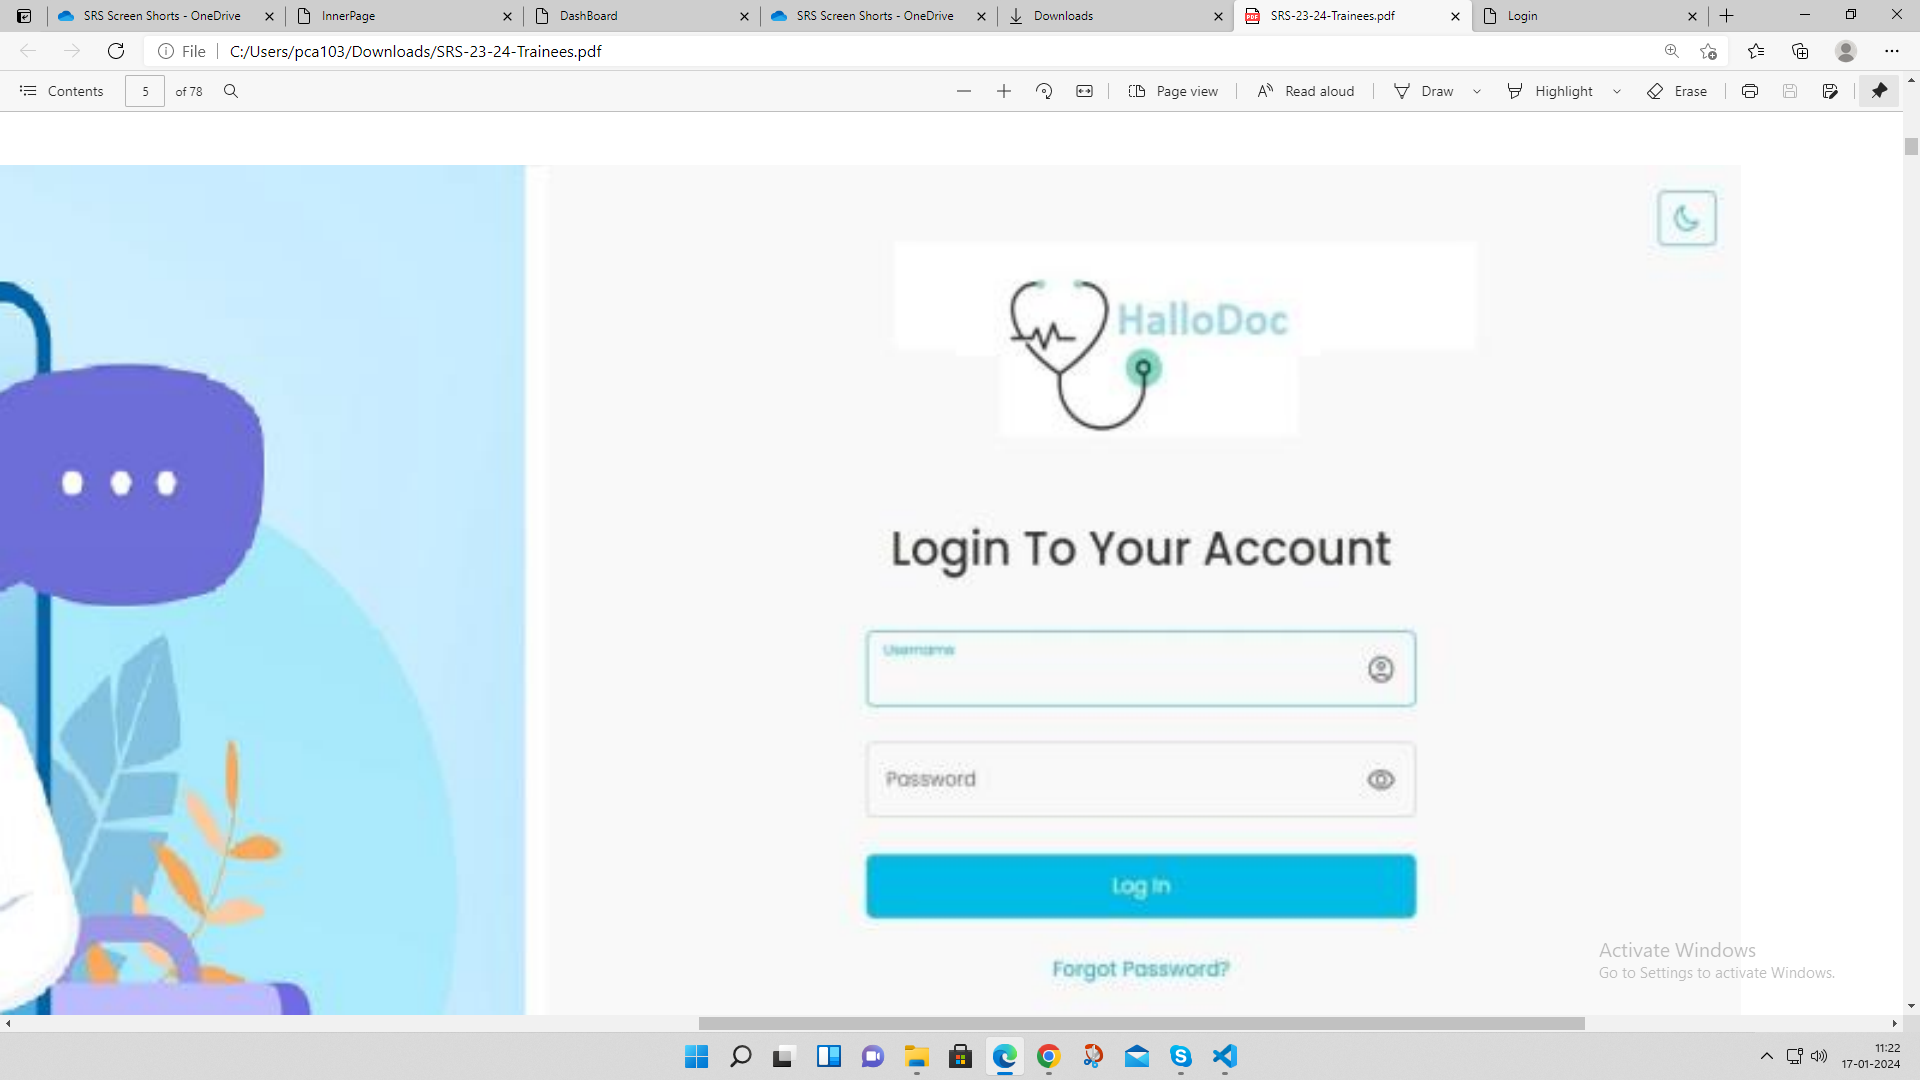 SRS Screen Shorts - OneDrive
InnerPage
DashBoard
SRS Screen Shorts - OneDrive
Downloads
SRS-23-24-Trainees.pdf
Login
File
C:/Users/pca103/Downloads/SRS-23-24-Trainees.pdf
Contents
5
of 78
Page view
Read aloud
Draw
Highlight
Erase
HalloDoc
Login To Your Account
Username
Password
Log In
Forgot Password?
Activate Windows
Go to Settings to activate Windows.
11:22
17-01-2024